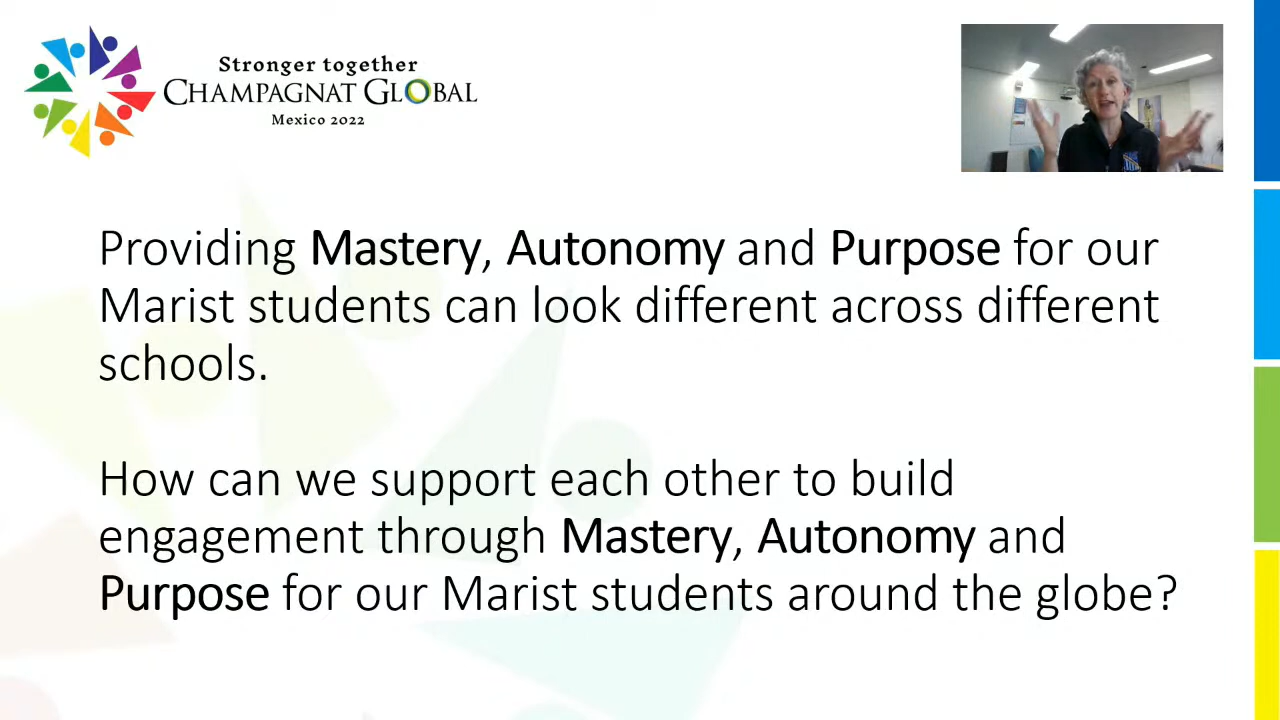 Stronger together
CHAMPAGNAT GLOBAL
Mexico 2022
Providing Mastery, Autonomy and Purpose for our
Marist students can look different across different
schools.
How can we support each other to build
engagement through Mastery, Autonomy and
Purpose for our Marist students around the globe?